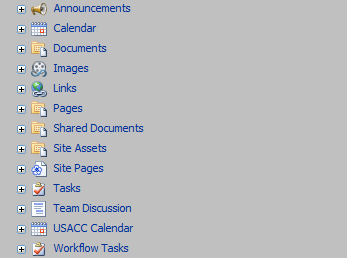 Announcements
Calendar
Documents
Images
Links
Pages
Shared Documents
Site Assets
Site Pages
Tasks
Team Discussion
USACC Calendar
Workflow Tasks